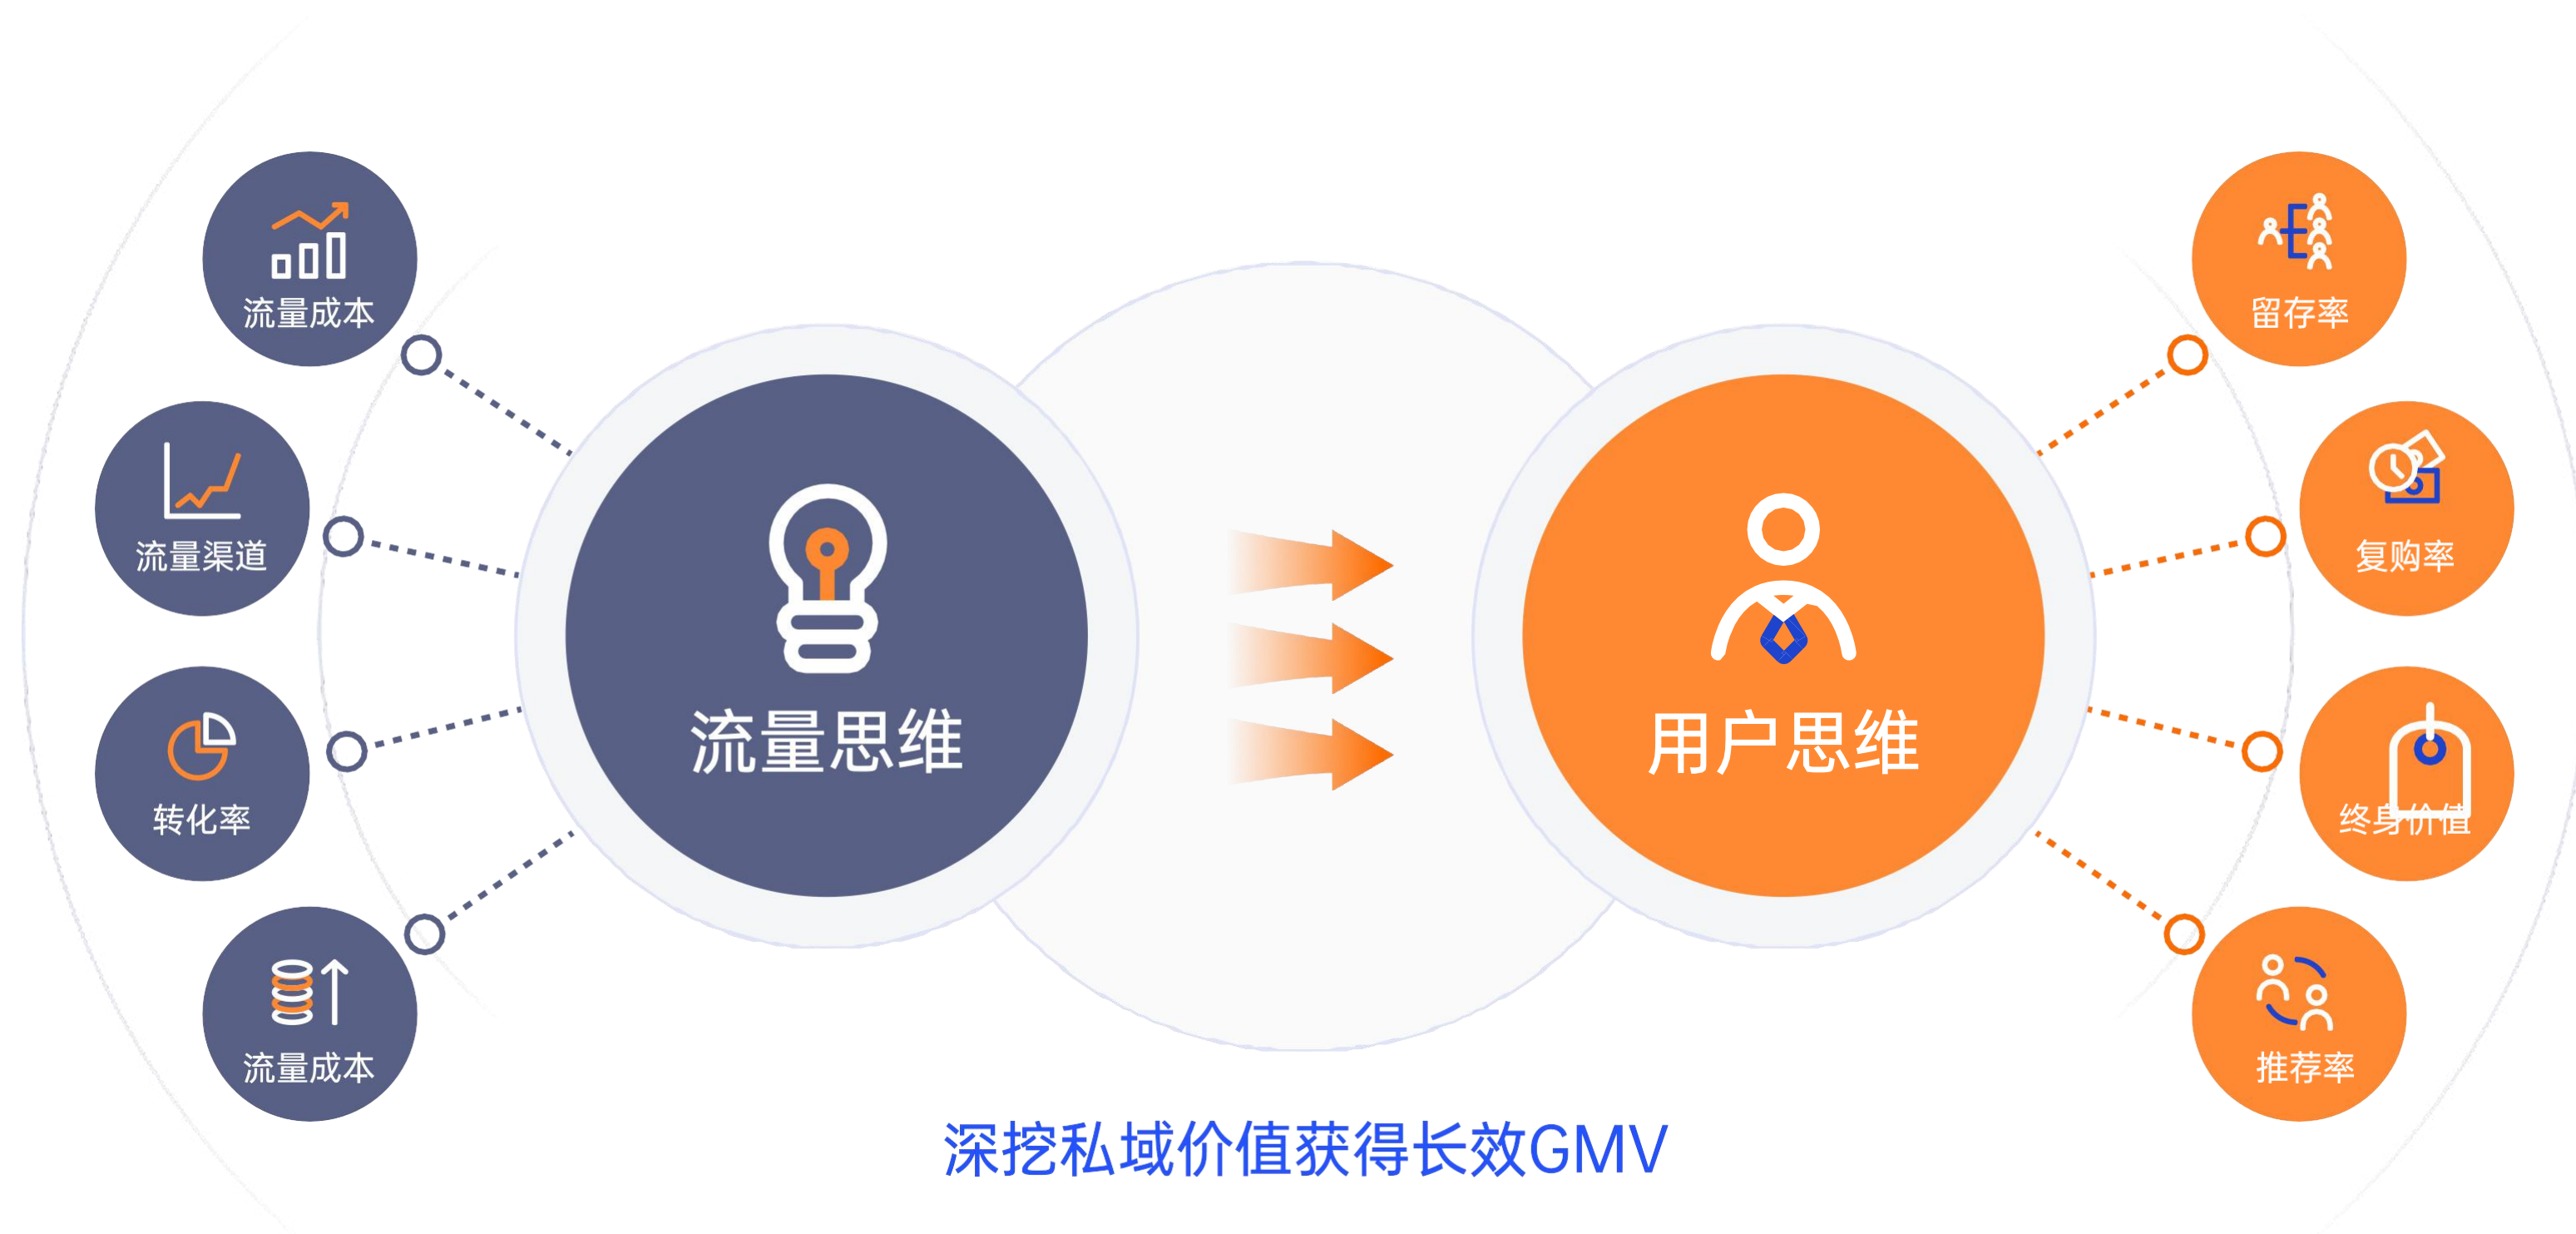 流量成本
流量渠道
转化率
流量成本
流量思维
用户思维
留存率
复购率
终身价值
推荐率
深挖私域价值获得长效GMV